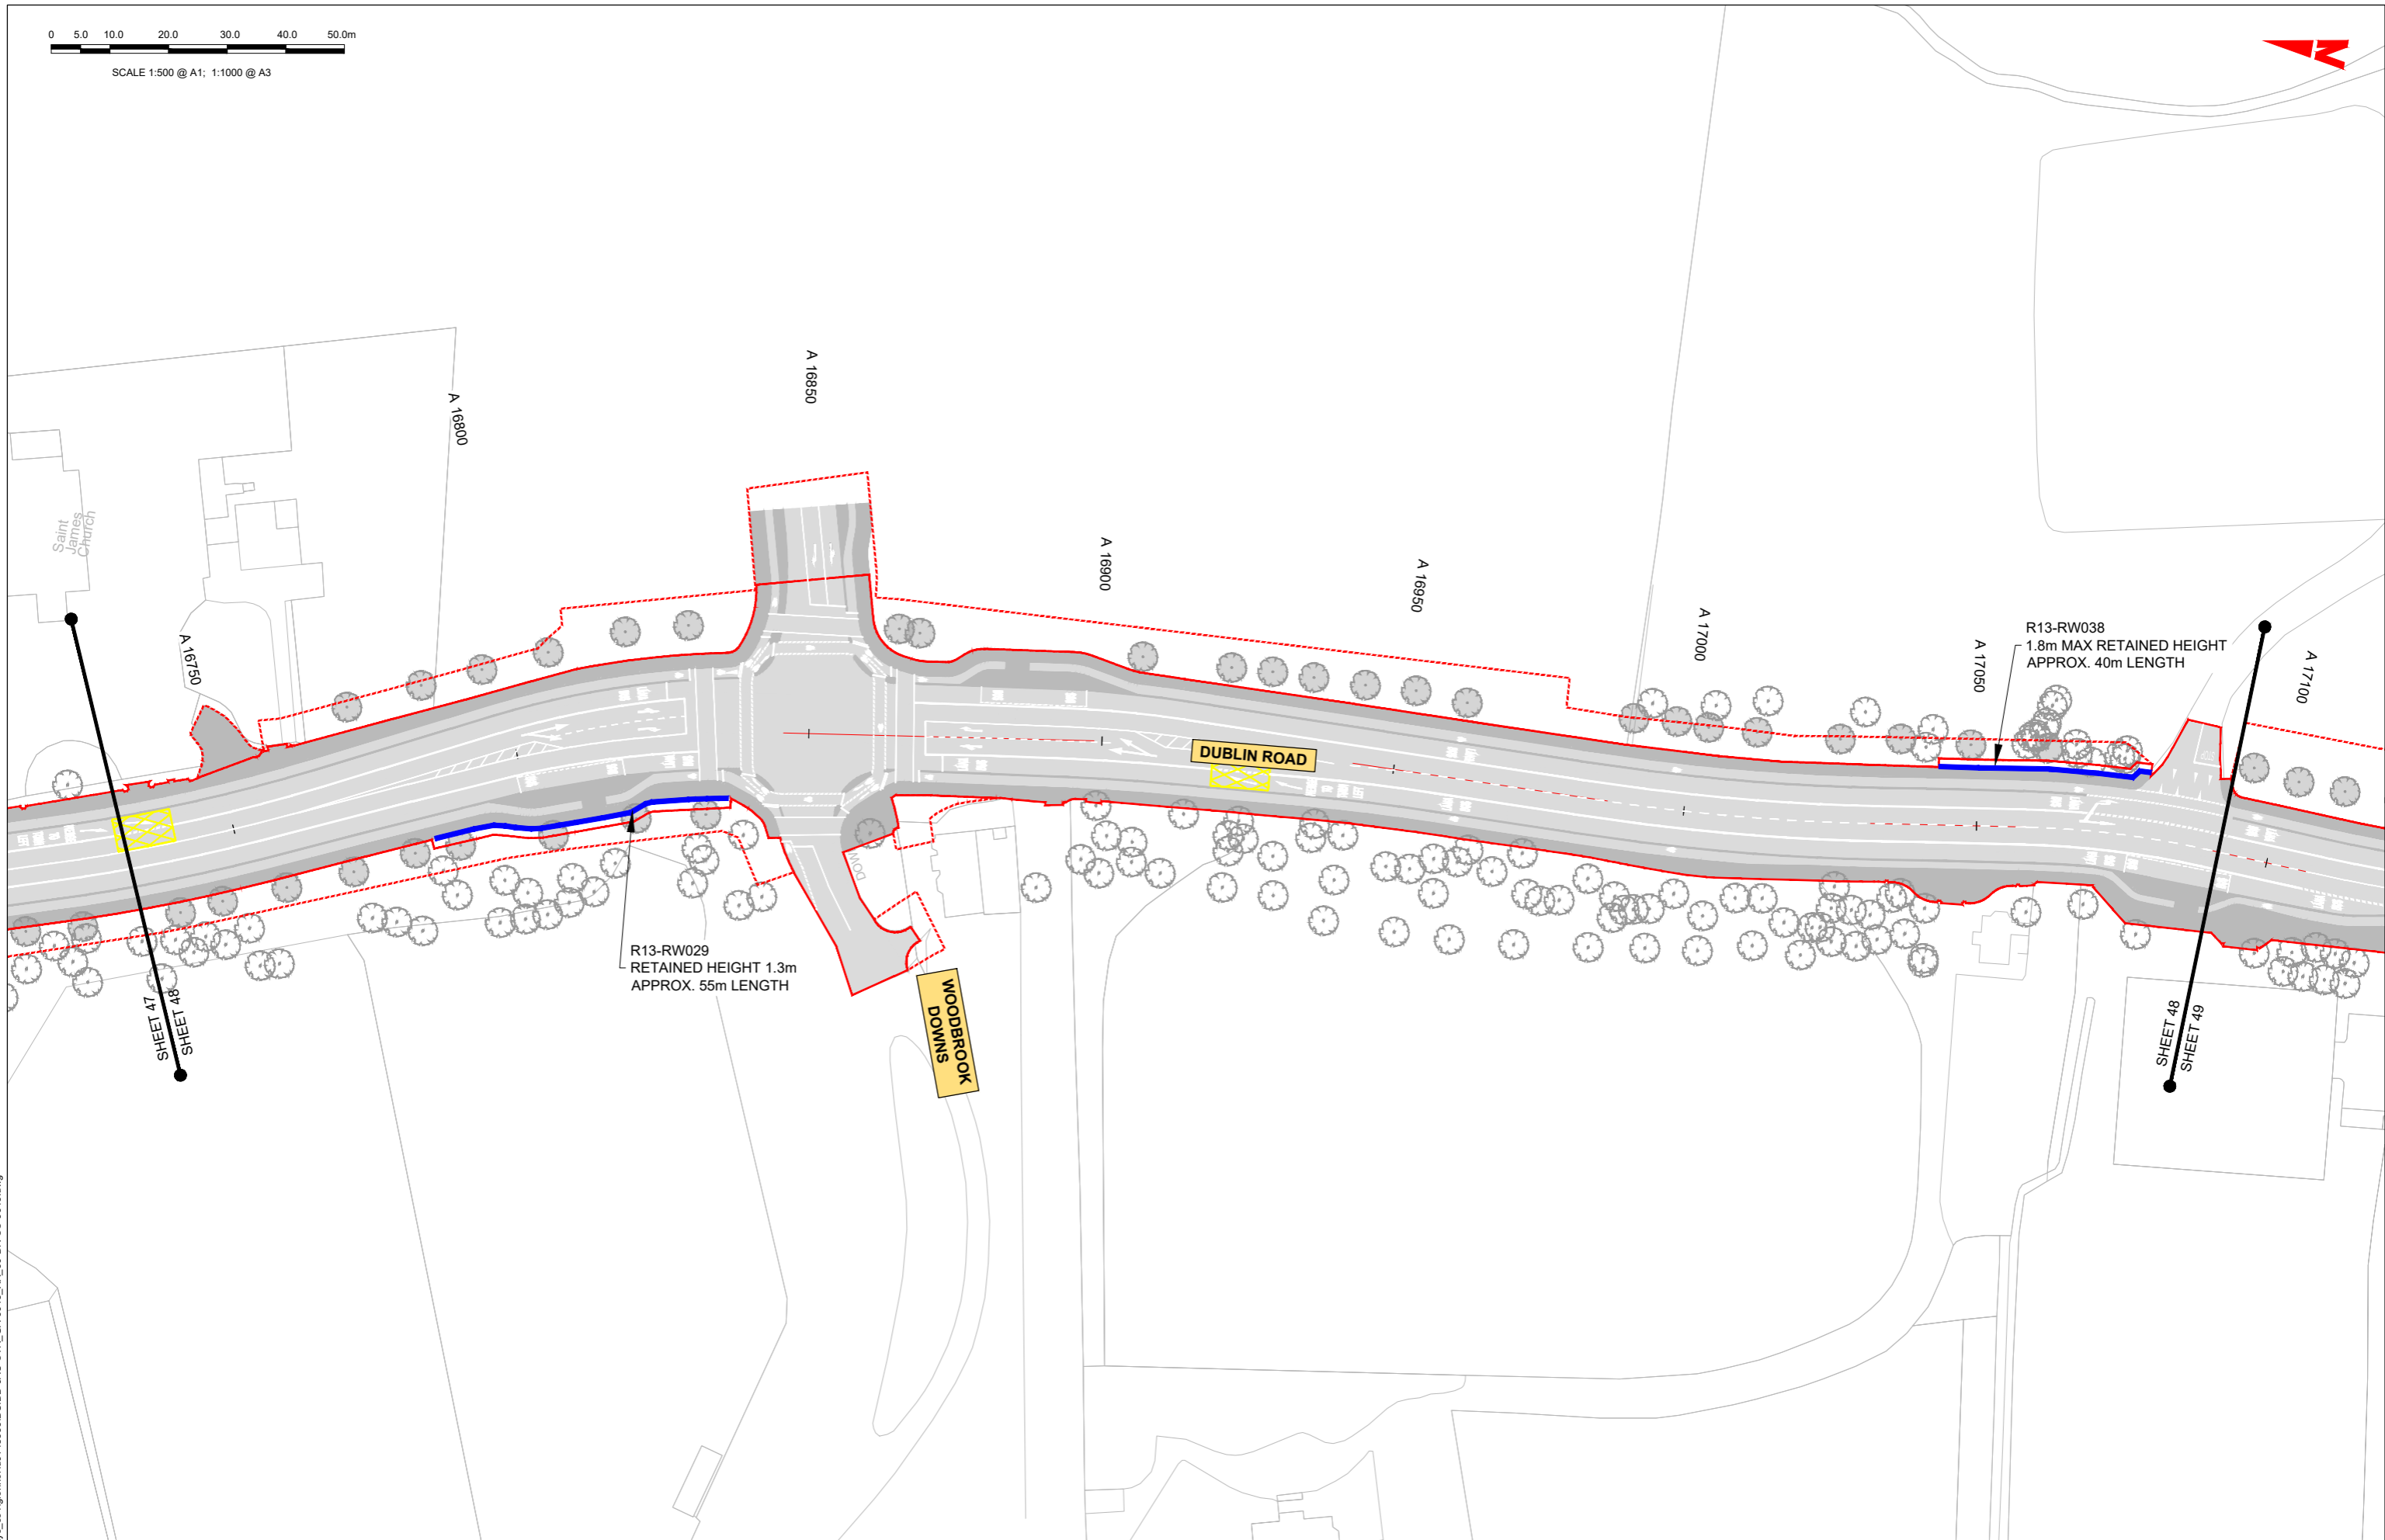 0 5.0 10.0 20.0 30.0 40.0 50.0m
SCALE 1:500 @ A1; 1:1000 @ A3
N
A 16850
A 16800
Saint
James
Church
A 16900
A 16950
A 16750
A 17000
A 17050
A 17100
R13-RW038
1.8m MAX RETAINED HEIGHT
APPROX. 40m LENGTH
DUBLIN ROAD
R13-RW029
RETAINED HEIGHT 1.3m
APPROX. 55m LENGTH
WOODBROOK
DOWNS
SHEET 47
SHEET 48
SHEET 48
SHEET 49